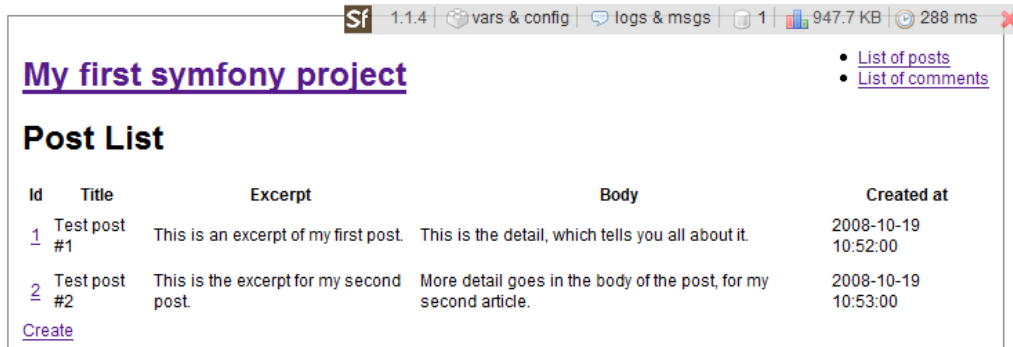 Sf 1.1.4 vars & config logs & msgs 1 947.7 KB 288 ms
My first symfony project
List of posts
List of comments
Post List
Id Title Excerpt Body Created at
1 Test post #1 This is an excerpt of my first post. This is the detail, which tells you all about it. 2008-10-19 10:52:00
2 Test post #2 This is the excerpt for my second post. More detail goes in the body of the post, for my second article. 2008-10-19 10:53:00
Create